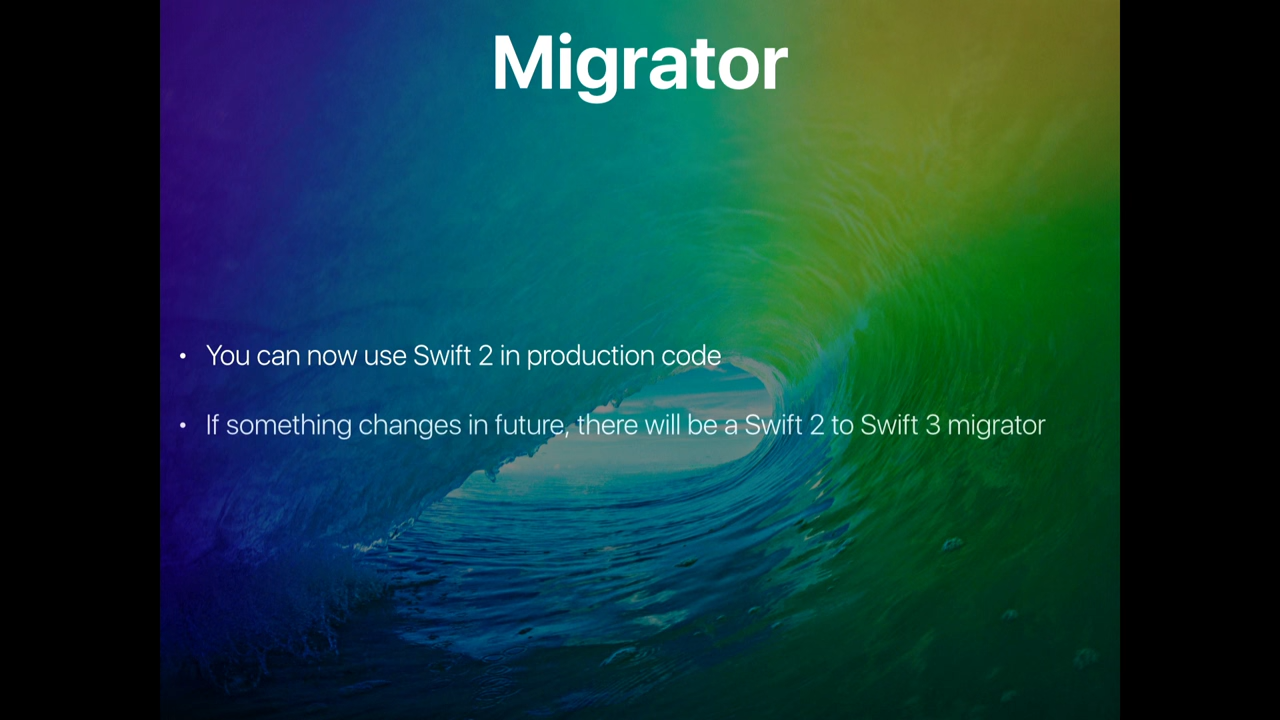 Migrator
• You can now use Swift 2 in production code
• If something changes in future, there will be a Swift 2 to Swift 3 migrator